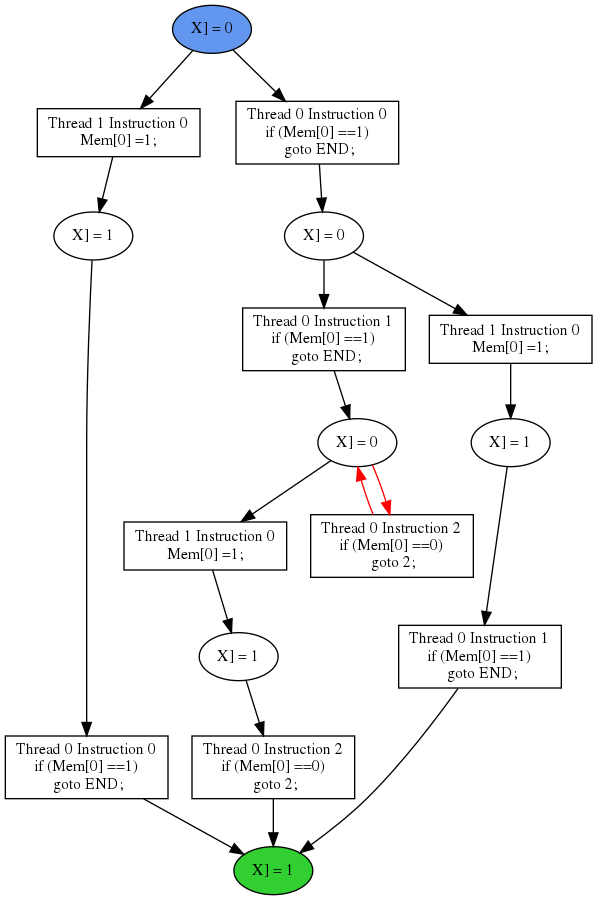 X] = 0
Thread 1 Instruction 0
Mem[0] =1;
Thread 0 Instruction 0
if (Mem[0] ==1)
goto END;
X] = 1
X] = 0
Thread 0 Instruction 1
if (Mem[0] ==1)
goto END;
Thread 1 Instruction 0
Mem[0] =1;
X] = 0
X] = 1
Thread 1 Instruction 0
Mem[0] =1;
Thread 0 Instruction 2
if (Mem[0] ==0)
goto 2;
X] = 1
Thread 0 Instruction 1
if (Mem[0] ==1)
goto END;
Thread 0 Instruction 0
if (Mem[0] ==1)
goto END;
Thread 0 Instruction 2
if (Mem[0] ==0)
goto 2;
X] = 1